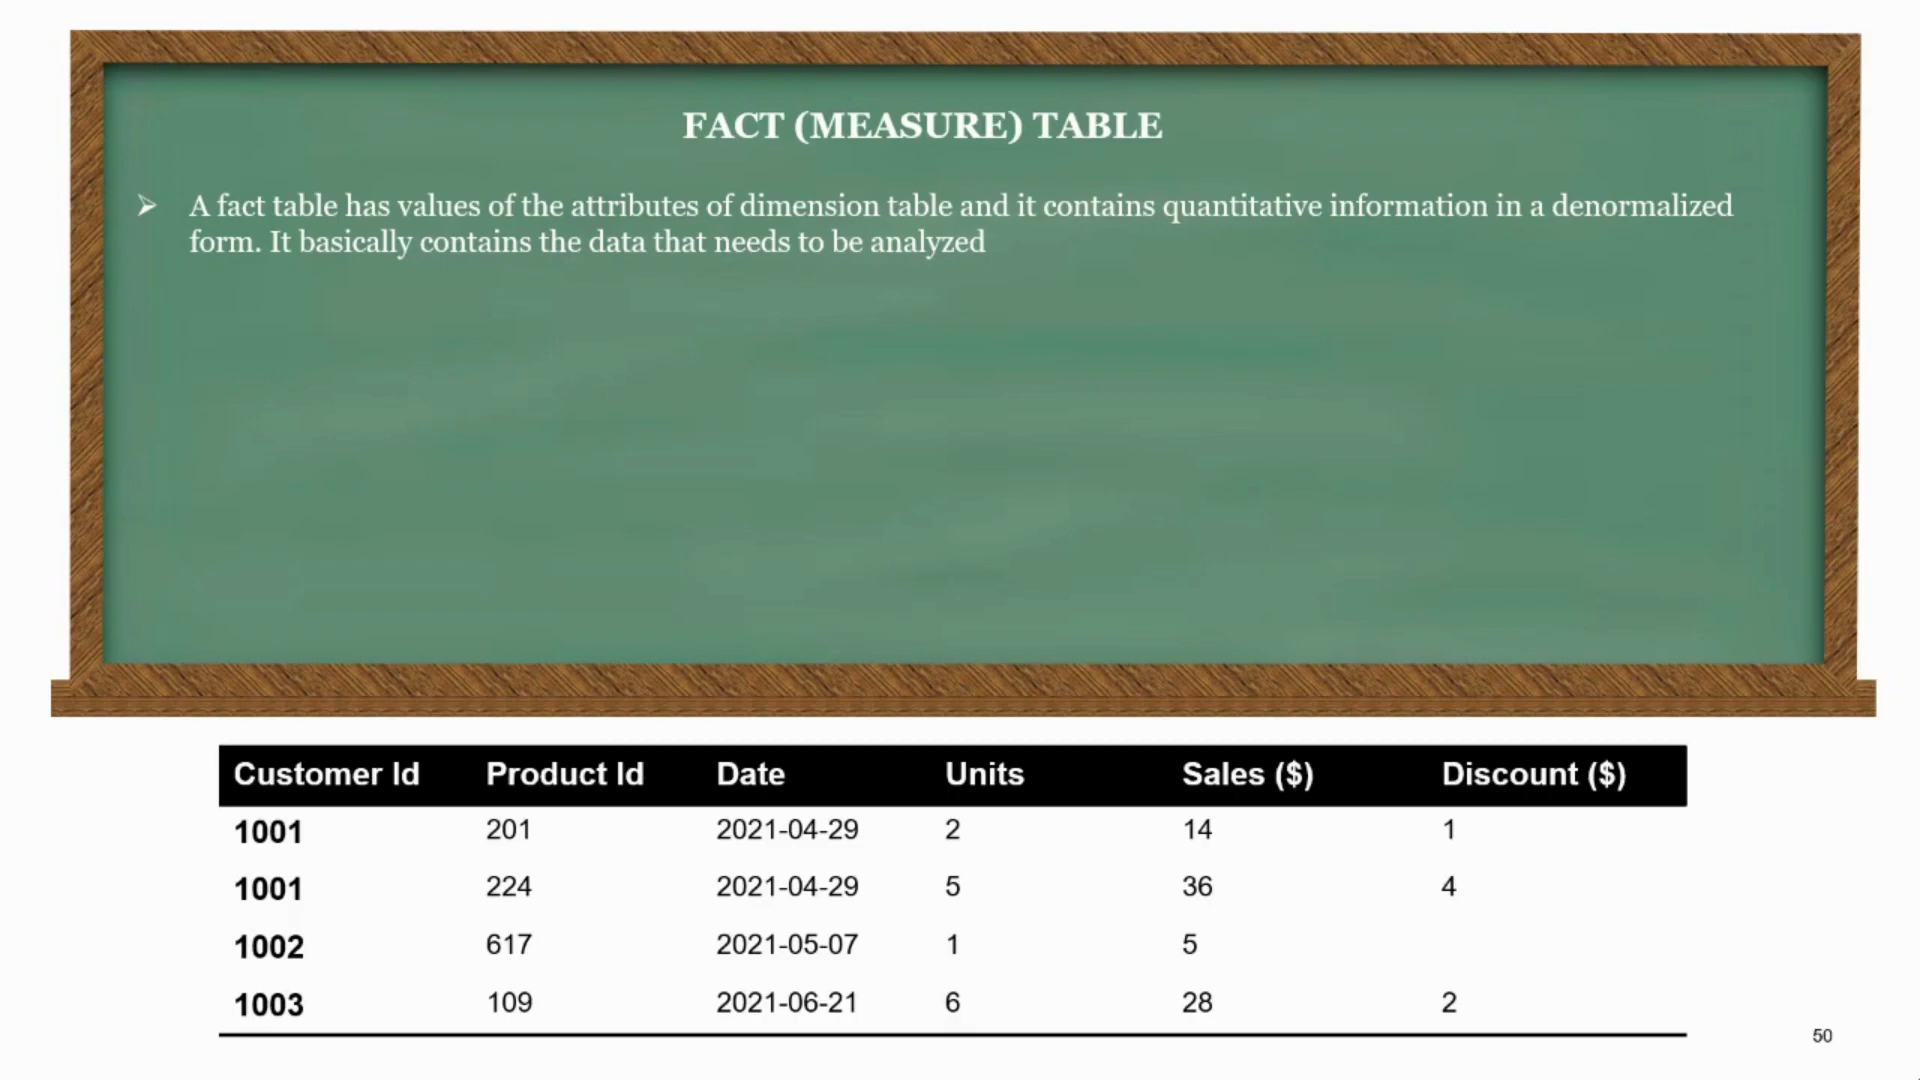 FACT (MEASURE) TABLE
➢ A fact table has values of the attributes of dimension table and it contains quantitative information in a denormalized
form. It basically contains the data that needs to be analyzed
Customer Id Product Id Date Units Sales ($) Discount ($)
1001 201 2021-04-29 2 14 1
1001 224 2021-04-29 5 36 4
1002 617 2021-05-07 1 5
1003 109 2021-06-21 6 28 2
50